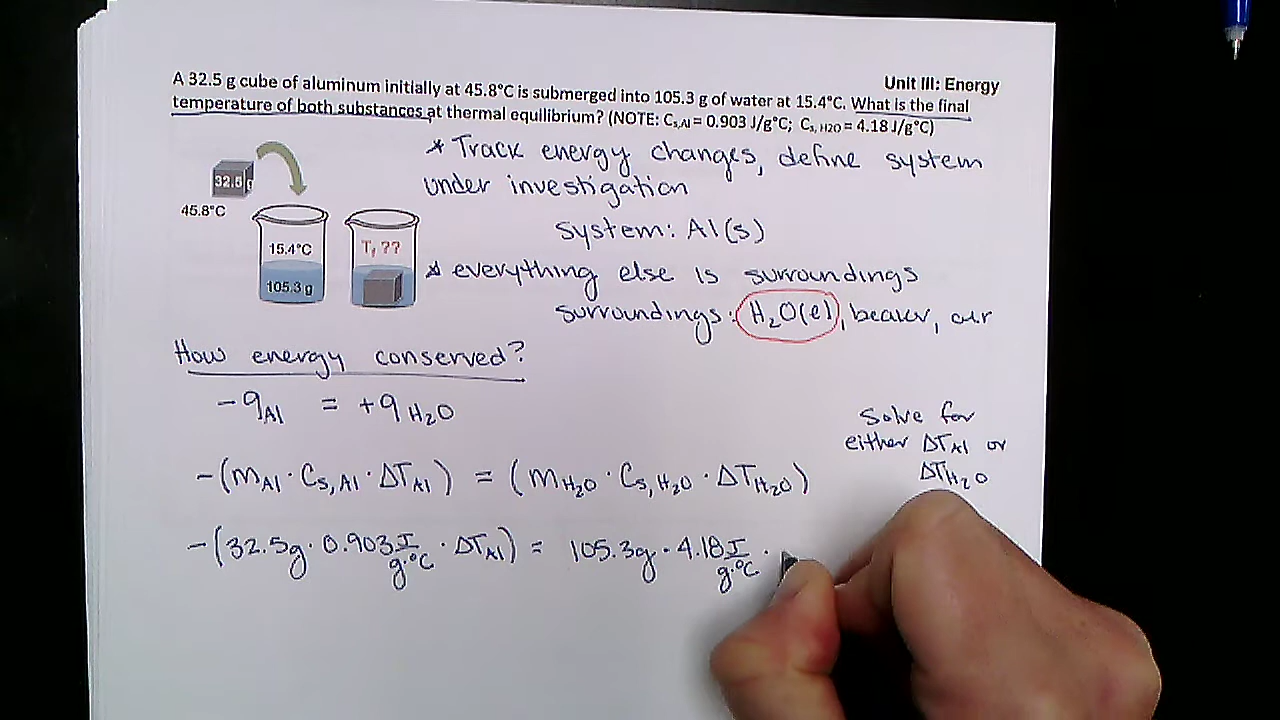 A 32.5 g cube of aluminum initially at 45.8°C is submerged into 105.3 g of water at 15.4°C. What is the final
Unit III: Energy
temperature of both substances at thermal equilibrium? (NOTE: Cs,Al = 0.903 J/g°C; Cs, H2O = 4.18 J/g°C)
* Track energy changes, define system
under investigation
32.5 g
45.8°C
system: Al(s)
15.4°C
Tf ??
* everything else is surroundings
105.3 g
surroundings: H₂O(l), beaker, air
How energy conserved?
-qAl = +qH₂O
Solve for
either ΔTAl or
ΔTH₂O
-(mAl · Cs,Al · ΔTAl) = (mH₂O · Cs,H₂O · ΔTH₂O)
-(32.5g · 0.903 J/g·°C · ΔTAl) = 105.3g · 4.18 J/g·°C ·